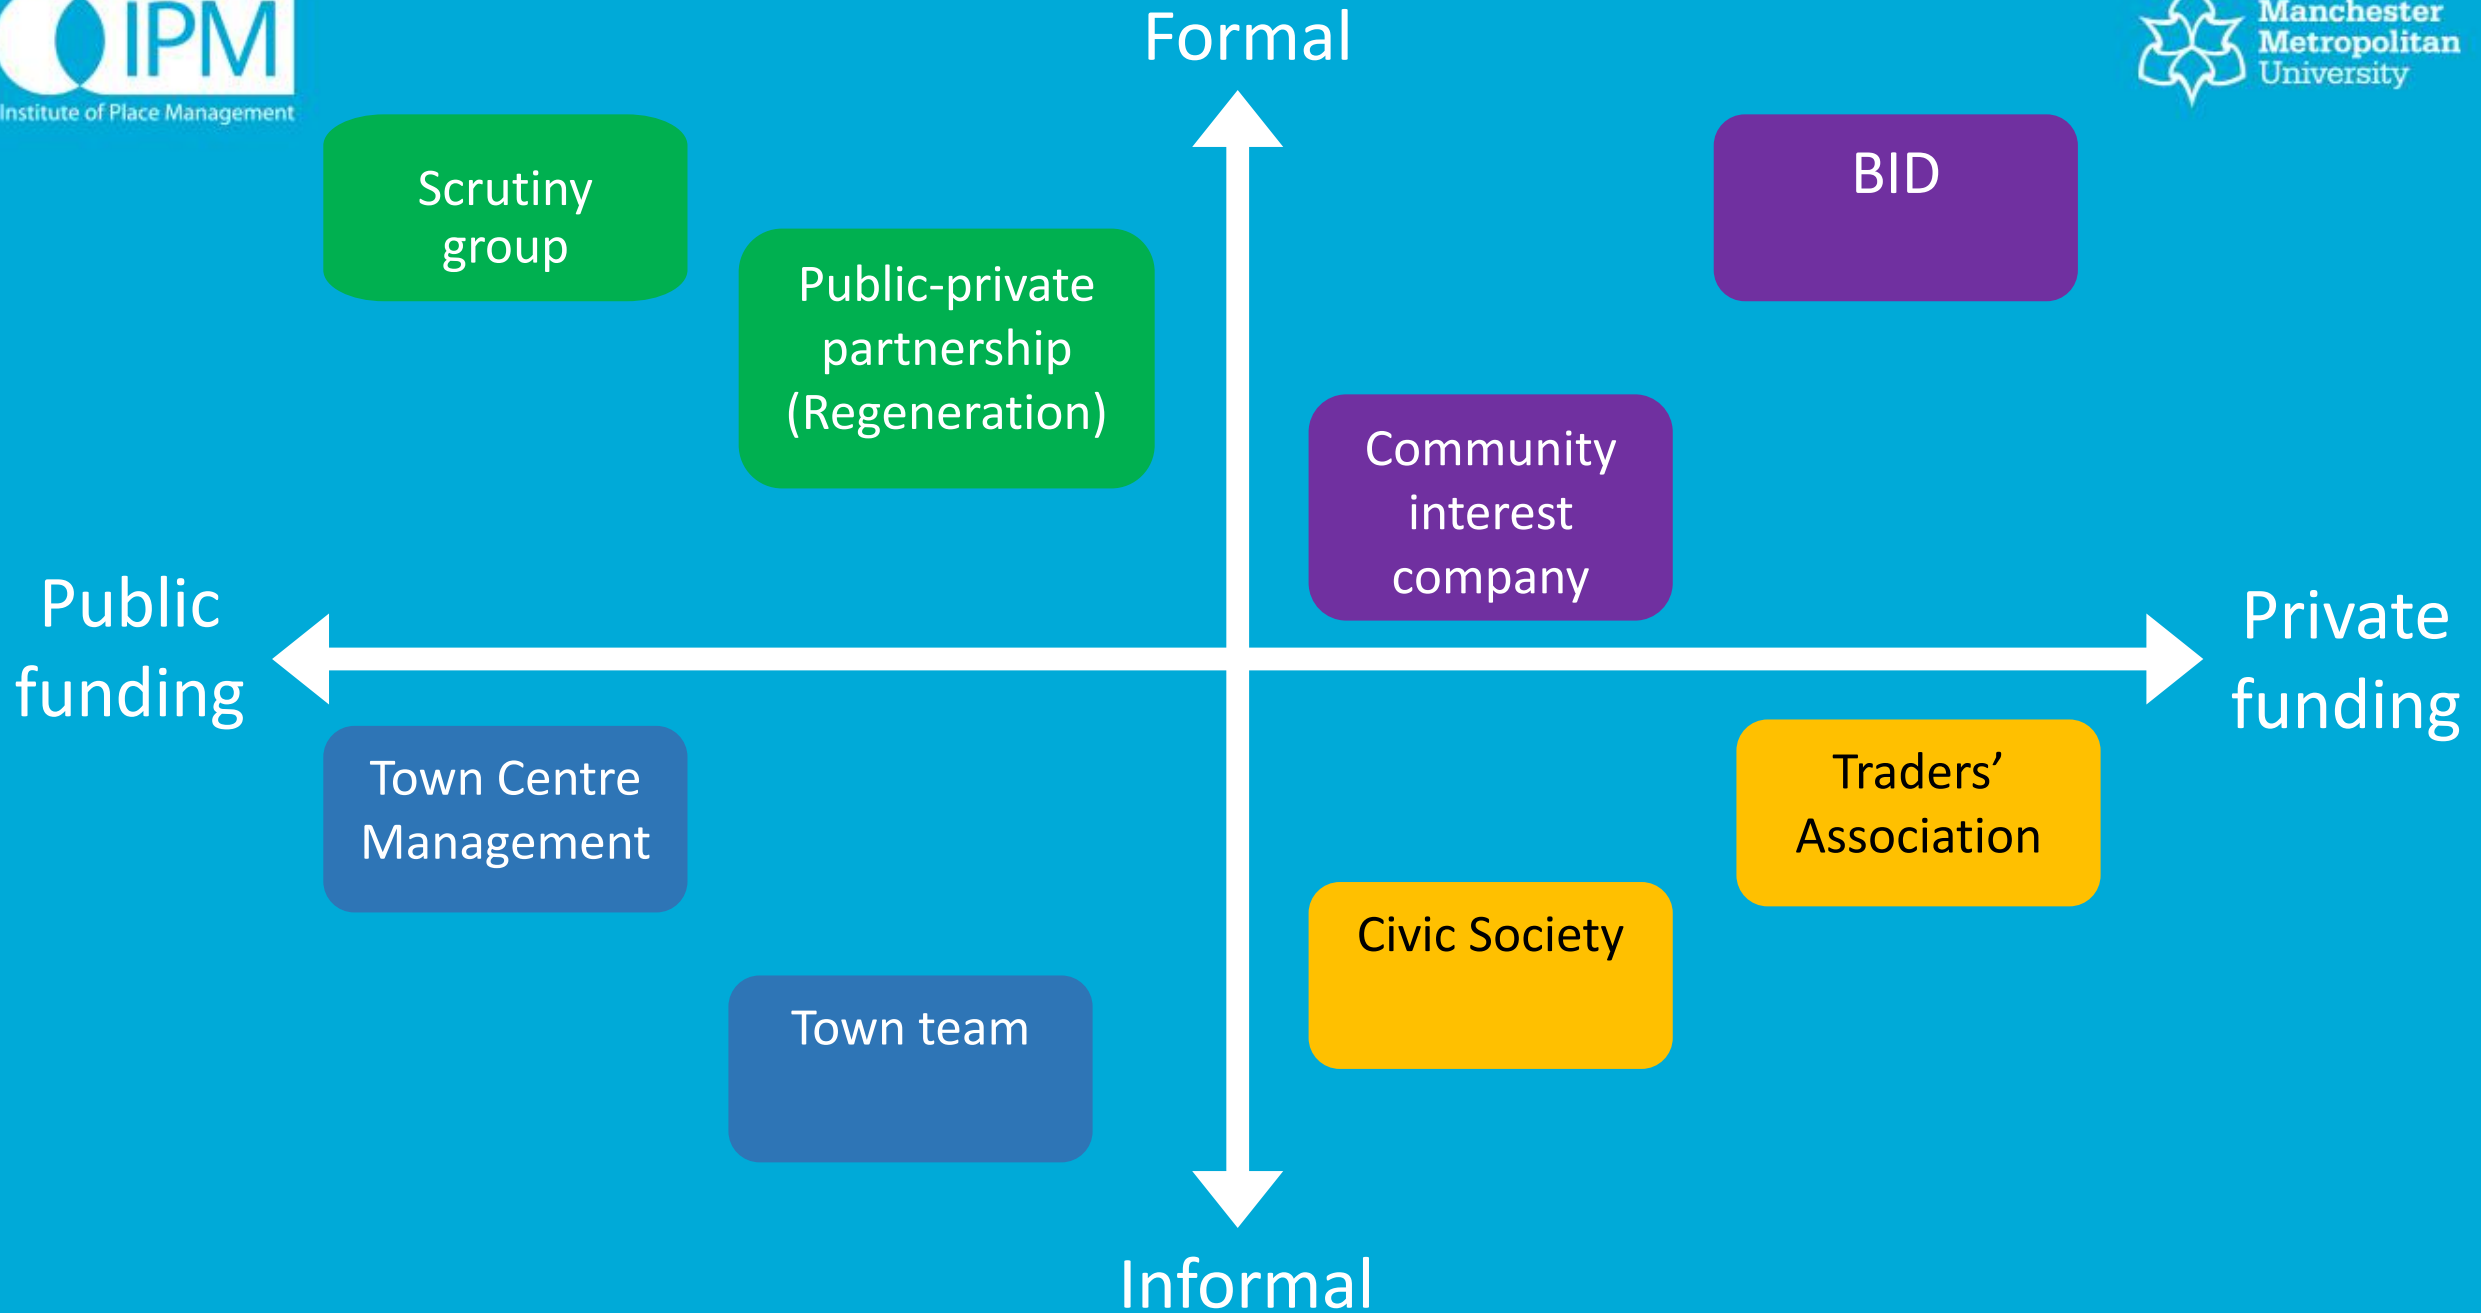 IPM
Institute of Place Management
Formal
Manchester
Metropolitan
University
Scrutiny
group
BID
Public-private
partnership
(Regeneration)
Community
interest
company
Public
funding
Private
funding
Town Centre
Management
Traders’
Association
Civic Society
Town team
Informal